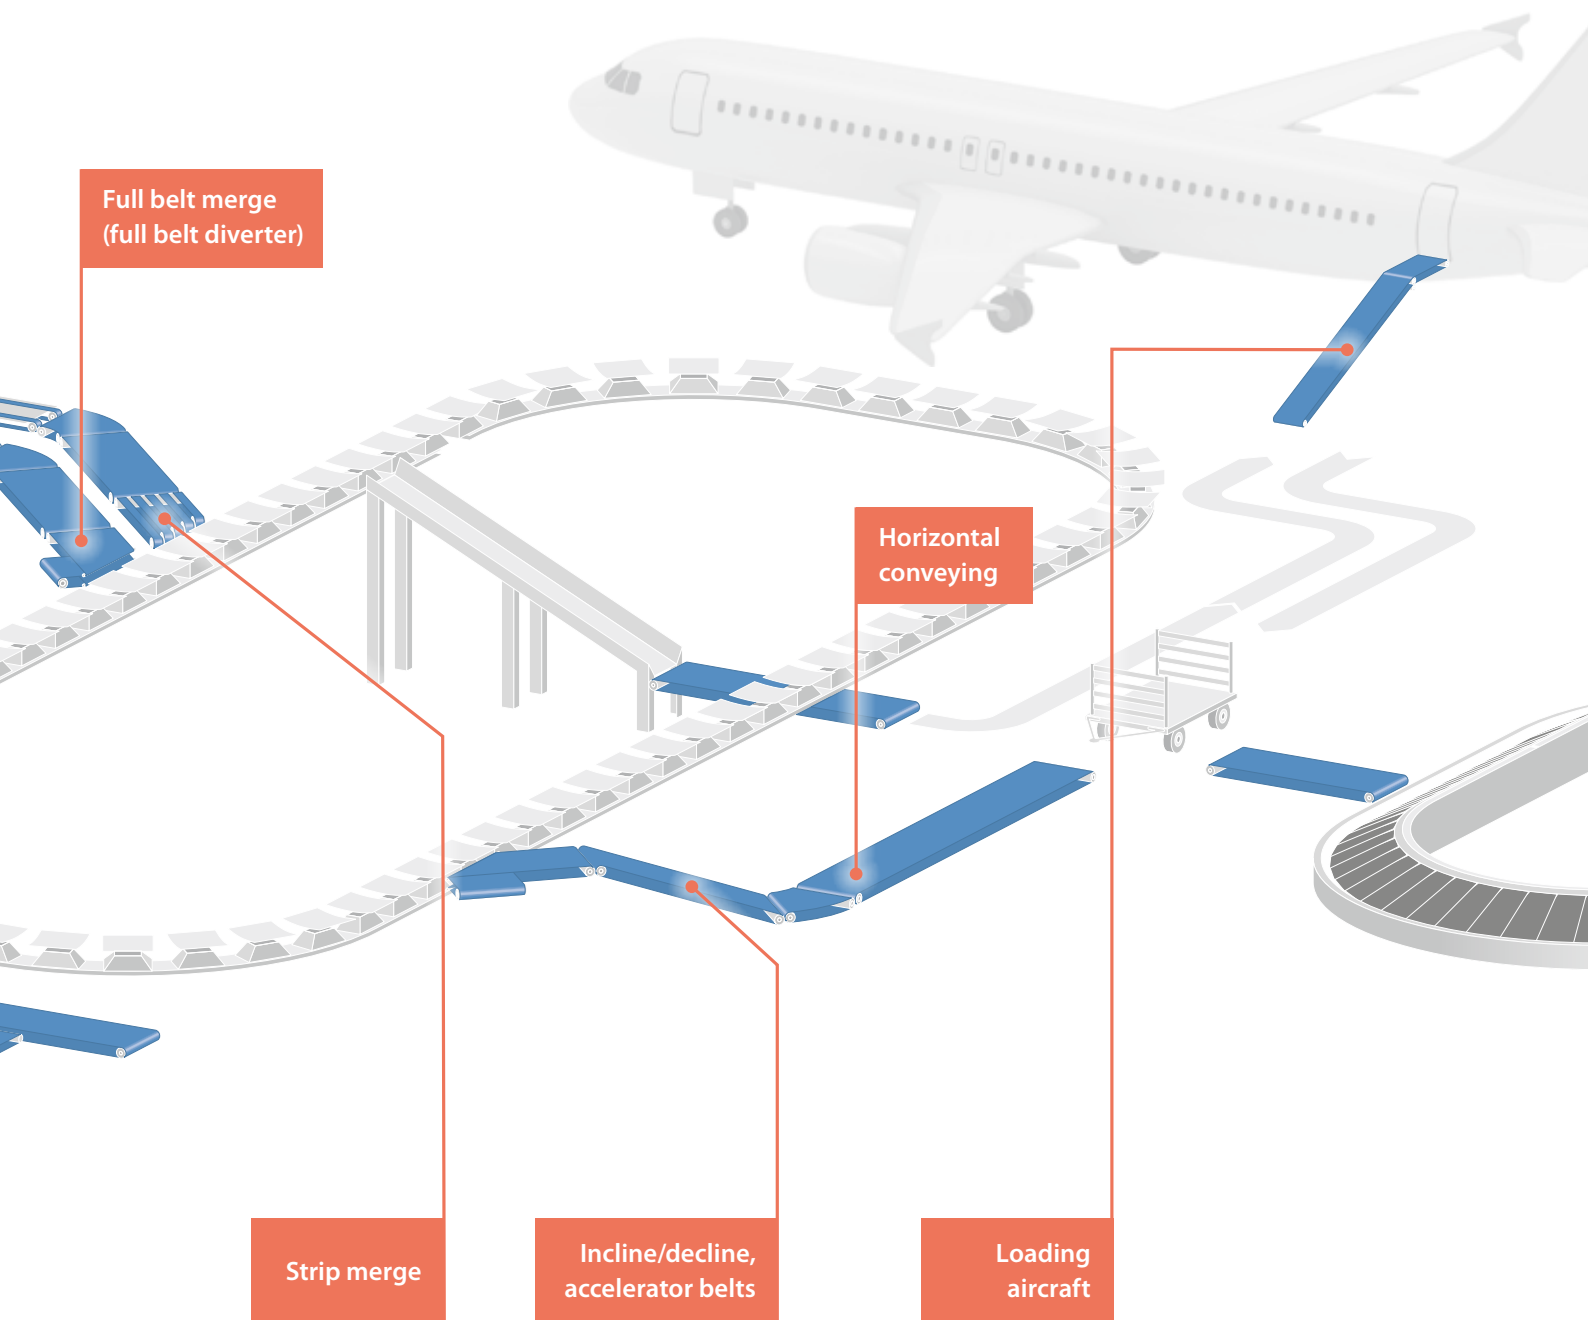 Full belt merge
(full belt diverter)
Horizontal
conveying
Strip merge
Incline/decline,
accelerator belts
Loading
aircraft